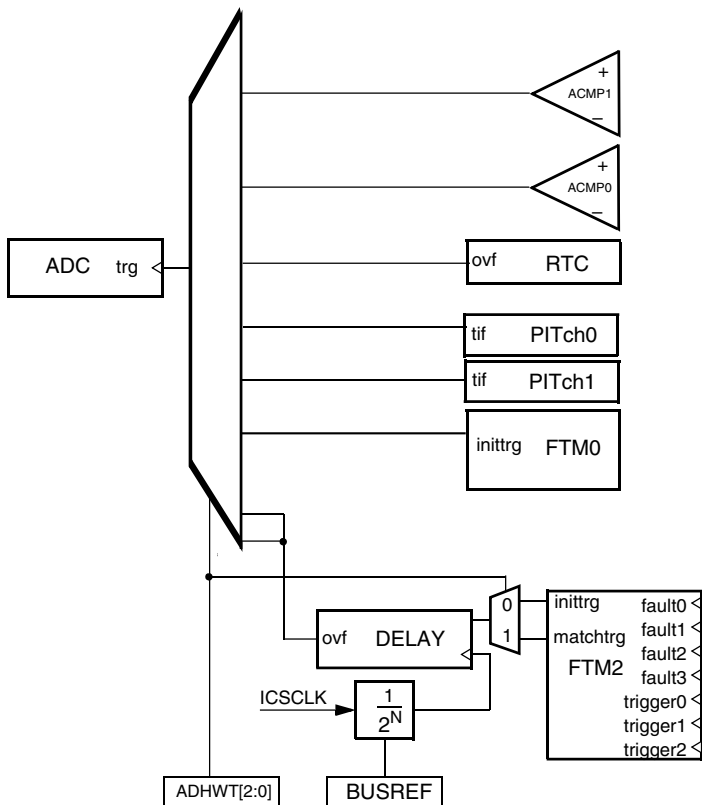 +
ACMP1
–
+
ACMP0
–
ADC trg
ovf RTC
tif PITch0
tif PITch1
inittrg FTM0
0
1
inittrg
matchtrg
FTM2
fault0
fault1
fault2
fault3
trigger0
trigger1
trigger2
ovf DELAY
ICSCLK
1
2N
ADHWT[2:0]
BUSREF